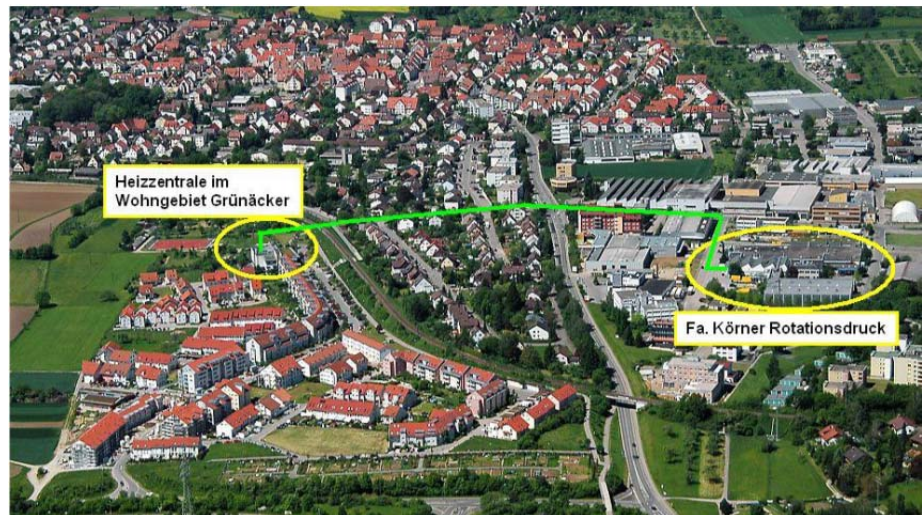 Heizzentrale im
Wohngebiet Grünäcker
Fa. Körner Rotationsdruck